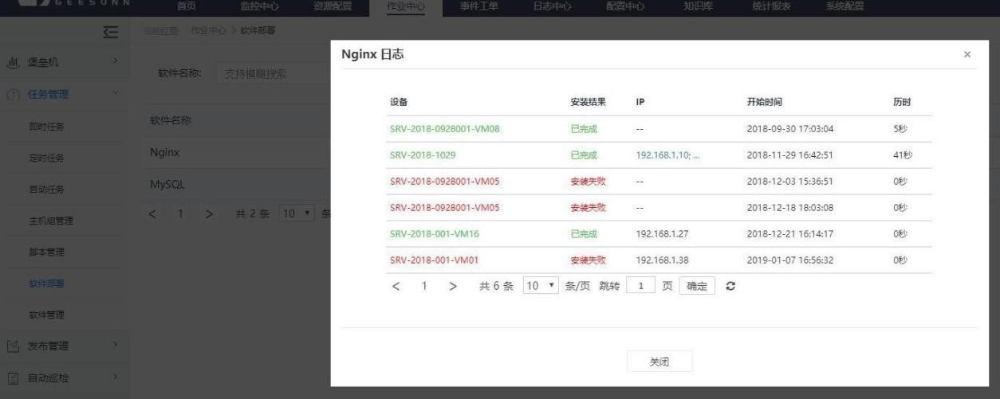 GEESUNN 首页 监控中心 资源配置 作业中心 事件工单 日志中心 配置中心 知识库 统计报表 系统配置
当前位置: 作业中心 > 软件部署
堡垒机
任务管理
即时任务
定时任务
自动任务
主机组管理
脚本管理
软件部署
软件管理
发布管理
自动巡检
软件名称: 支持模糊搜索
软件名称
Nginx
MySQL
< 1 > 共 2 条 10 条
Nginx 日志 ×
设备 安装结果 IP 开始时间 历时
SRV-2018-0928001-VM08 已完成 -- 2018-09-30 17:03:04 5秒
SRV-2018-1029 已完成 192.168.1.10; ... 2018-11-29 16:42:51 41秒
SRV-2018-0928001-VM05 安装失败 -- 2018-12-03 15:36:51 0秒
SRV-2018-0928001-VM05 安装失败 -- 2018-12-18 18:03:08 0秒
SRV-2018-001-VM16 已完成 192.168.1.27 2018-12-21 16:14:17 0秒
SRV-2018-001-VM01 安装失败 192.168.1.38 2019-01-07 16:56:32 0秒
< 1 > 共 6 条 10 条/页 跳转 1 页 确定
关闭